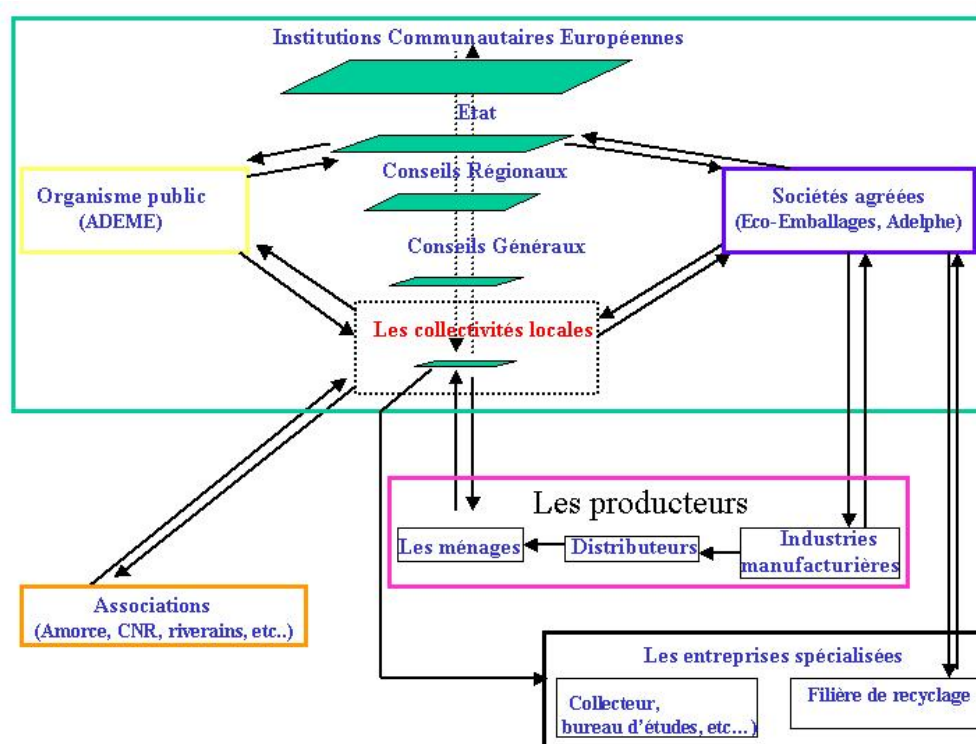 Institutions Communautaires Européennes
Etat
Conseils Régionaux
Organisme public
(ADEME)
Sociétés agréées
(Eco-Emballages, Adelphe)
Conseils Généraux
Les collectivités locales
Les producteurs
Les ménages
Distributeurs
Industries
manufacturières
Associations
(Amorce, CNR, riverains, etc..)
Les entreprises spécialisées
Collecteur,
bureau d'études, etc...)
Filière de recyclage